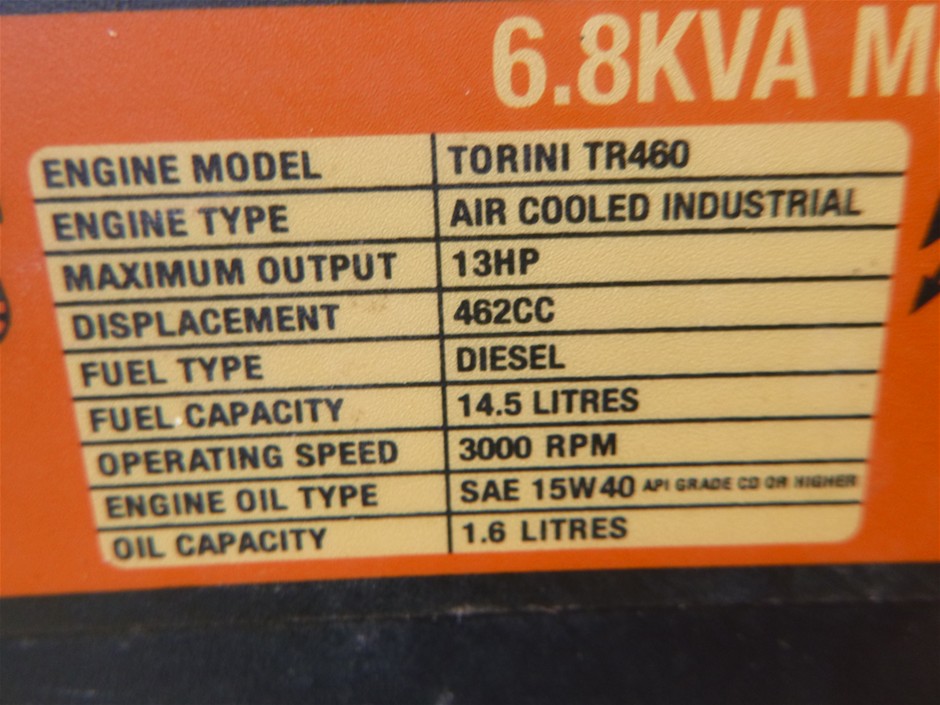 6.8KVA
ENGINE MODEL TORINI TR460
ENGINE TYPE AIR COOLED INDUSTRIAL
MAXIMUM OUTPUT 13HP
DISPLACEMENT 462CC
FUEL TYPE DIESEL
FUEL CAPACITY 14.5 LITRES
OPERATING SPEED 3000 RPM
ENGINE OIL TYPE SAE 15W40 API GRADE CD OR HIGHER
OIL CAPACITY 1.6 LITRES